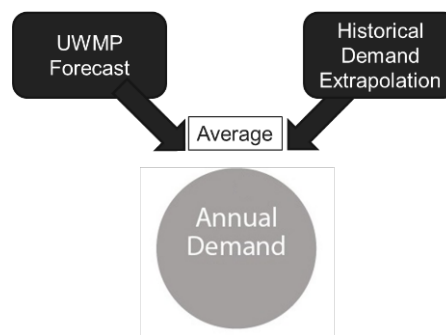 UWMP
Forecast
Historical
Demand
Extrapolation
Average
Annual
Demand